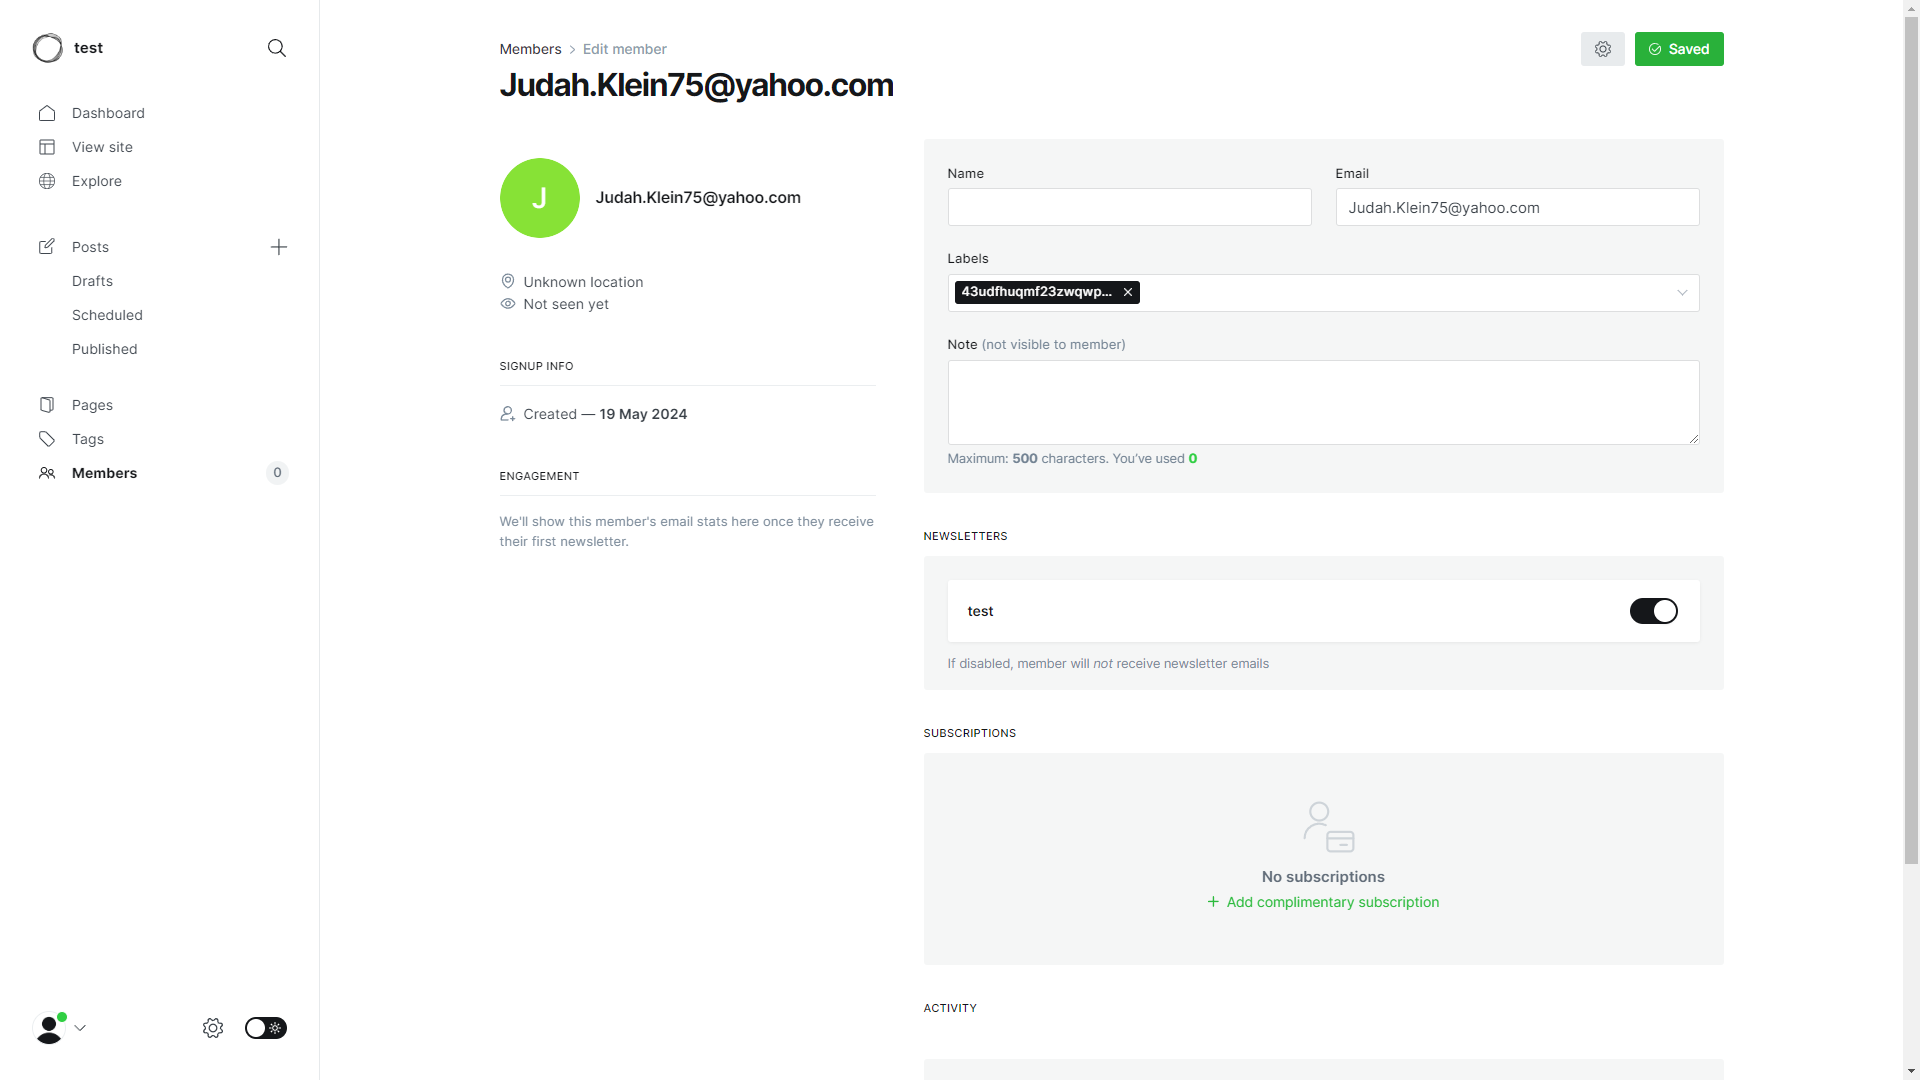 test
Dashboard
View site
Explore
Posts
Drafts
Scheduled
Published
Pages
Tags
Members
0
Members
Edit member
Saved
Judah.Klein75@yahoo.com
J
Judah.Klein75@yahoo.com
Unknown location
Not seen yet
SIGNUP INFO
Created — 19 May 2024
ENGAGEMENT
We'll show this member's email stats here once they receive
their first newsletter.
Name
Email
Judah.Klein75@yahoo.com
Labels
43udfhuqmf23zwqwp...
Note (not visible to member)
Maximum: 500 characters. You've used 0
NEWSLETTERS
test
If disabled, member will not receive newsletter emails
SUBSCRIPTIONS
No subscriptions
Add complimentary subscription
ACTIVITY